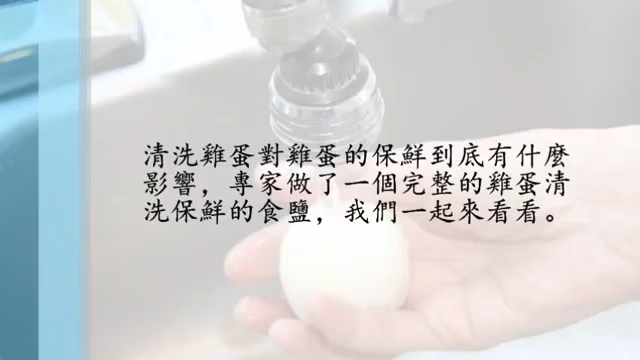 清洗雞蛋對雞蛋的保鮮到底有什麼
影響，專家做了一個完整的雞蛋清
洗保鮮的食鹽，我們一起來看看。